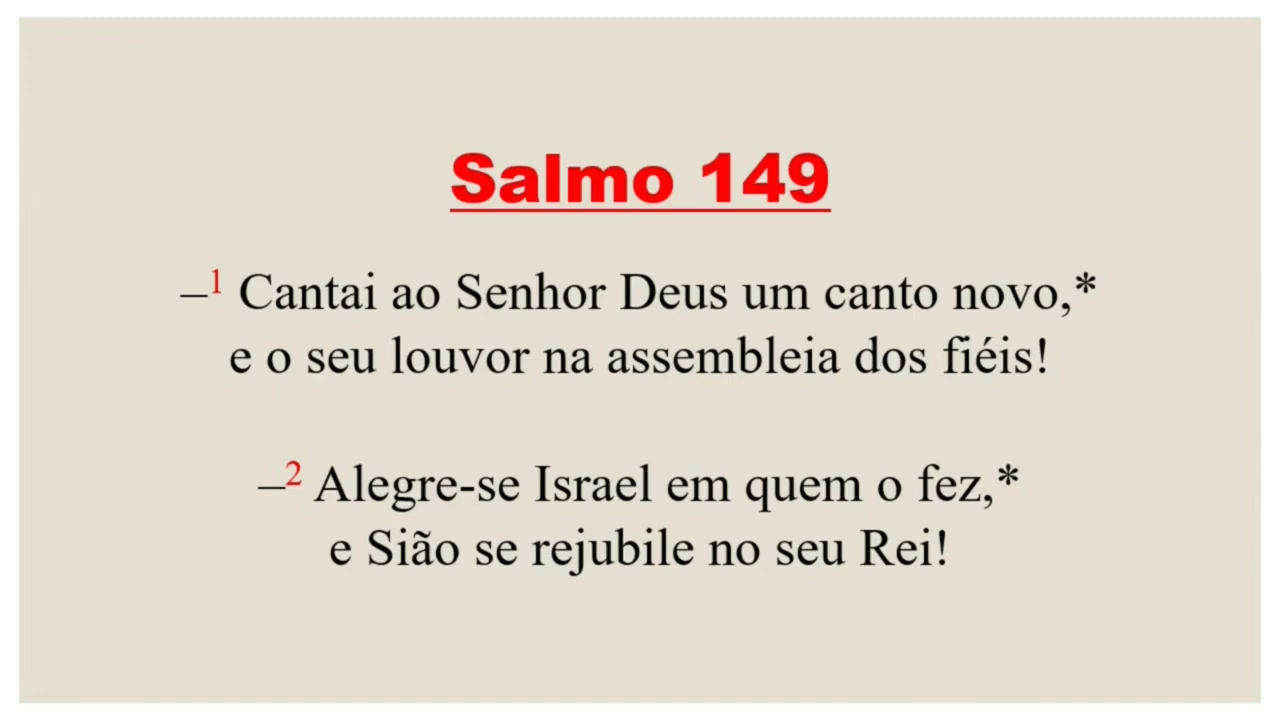 Salmo 149
–1 Cantai ao Senhor Deus um canto novo,*
e o seu louvor na assembleia dos fiéis!
–2 Alegre-se Israel em quem o fez,*
e Sião se rejubile no seu Rei!